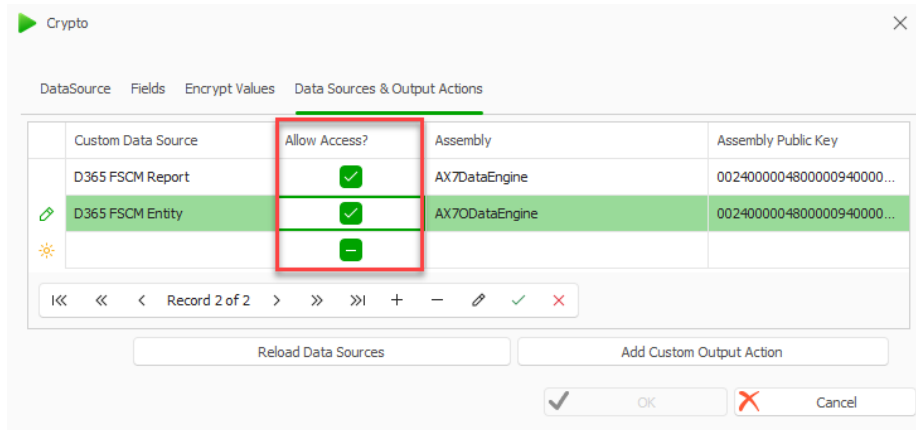 Crypto
DataSource Fields Encrypt Values Data Sources & Output Actions
Custom Data Source Allow Access? Assembly Assembly Public Key
D365 FSCM Report AX7DataEngine 0024000004800000940000...
D365 FSCM Entity AX7ODataEngine 0024000004800000940000...
Record 2 of 2
Reload Data Sources Add Custom Output Action
OK Cancel